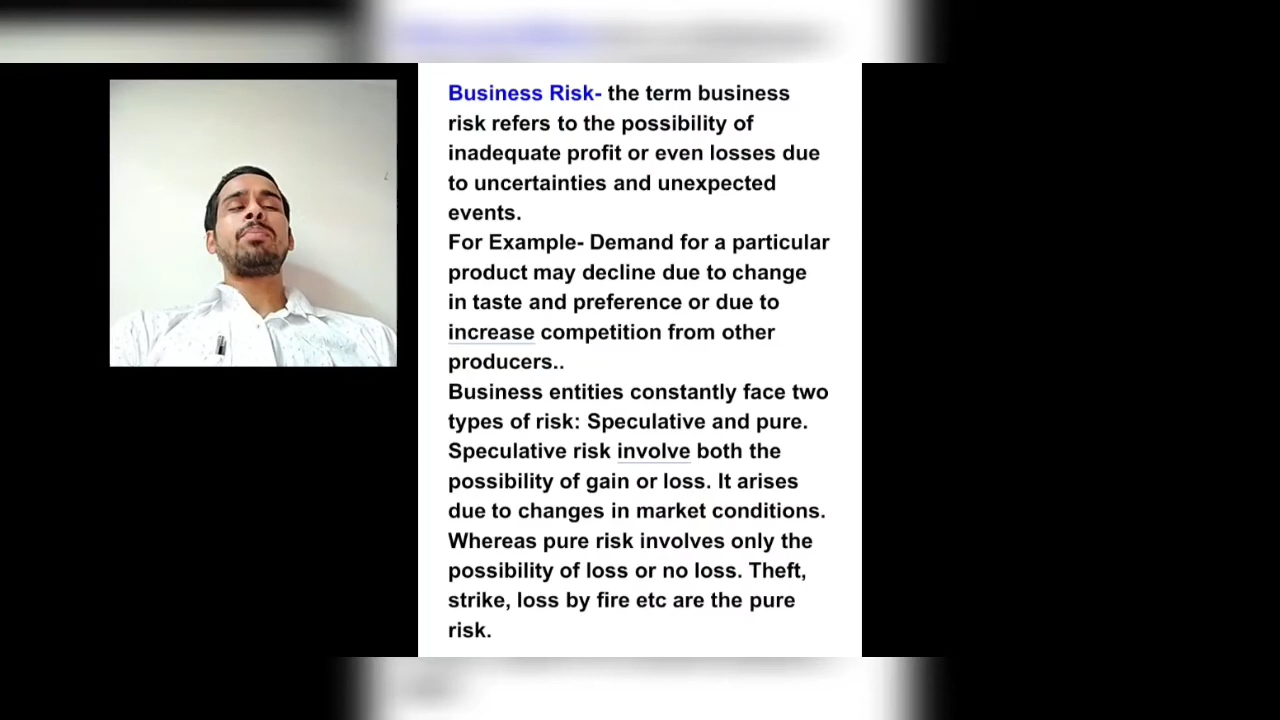 Business Risk- the term business
risk refers to the possibility of
inadequate profit or even losses due
to uncertainties and unexpected
events.
For Example- Demand for a particular
product may decline due to change
in taste and preference or due to
increase competition from other
producers..
Business entities constantly face two
types of risk: Speculative and pure.
Speculative risk involve both the
possibility of gain or loss. It arises
due to changes in market conditions.
Whereas pure risk involves only the
possibility of loss or no loss. Theft,
strike, loss by fire etc are the pure
risk.